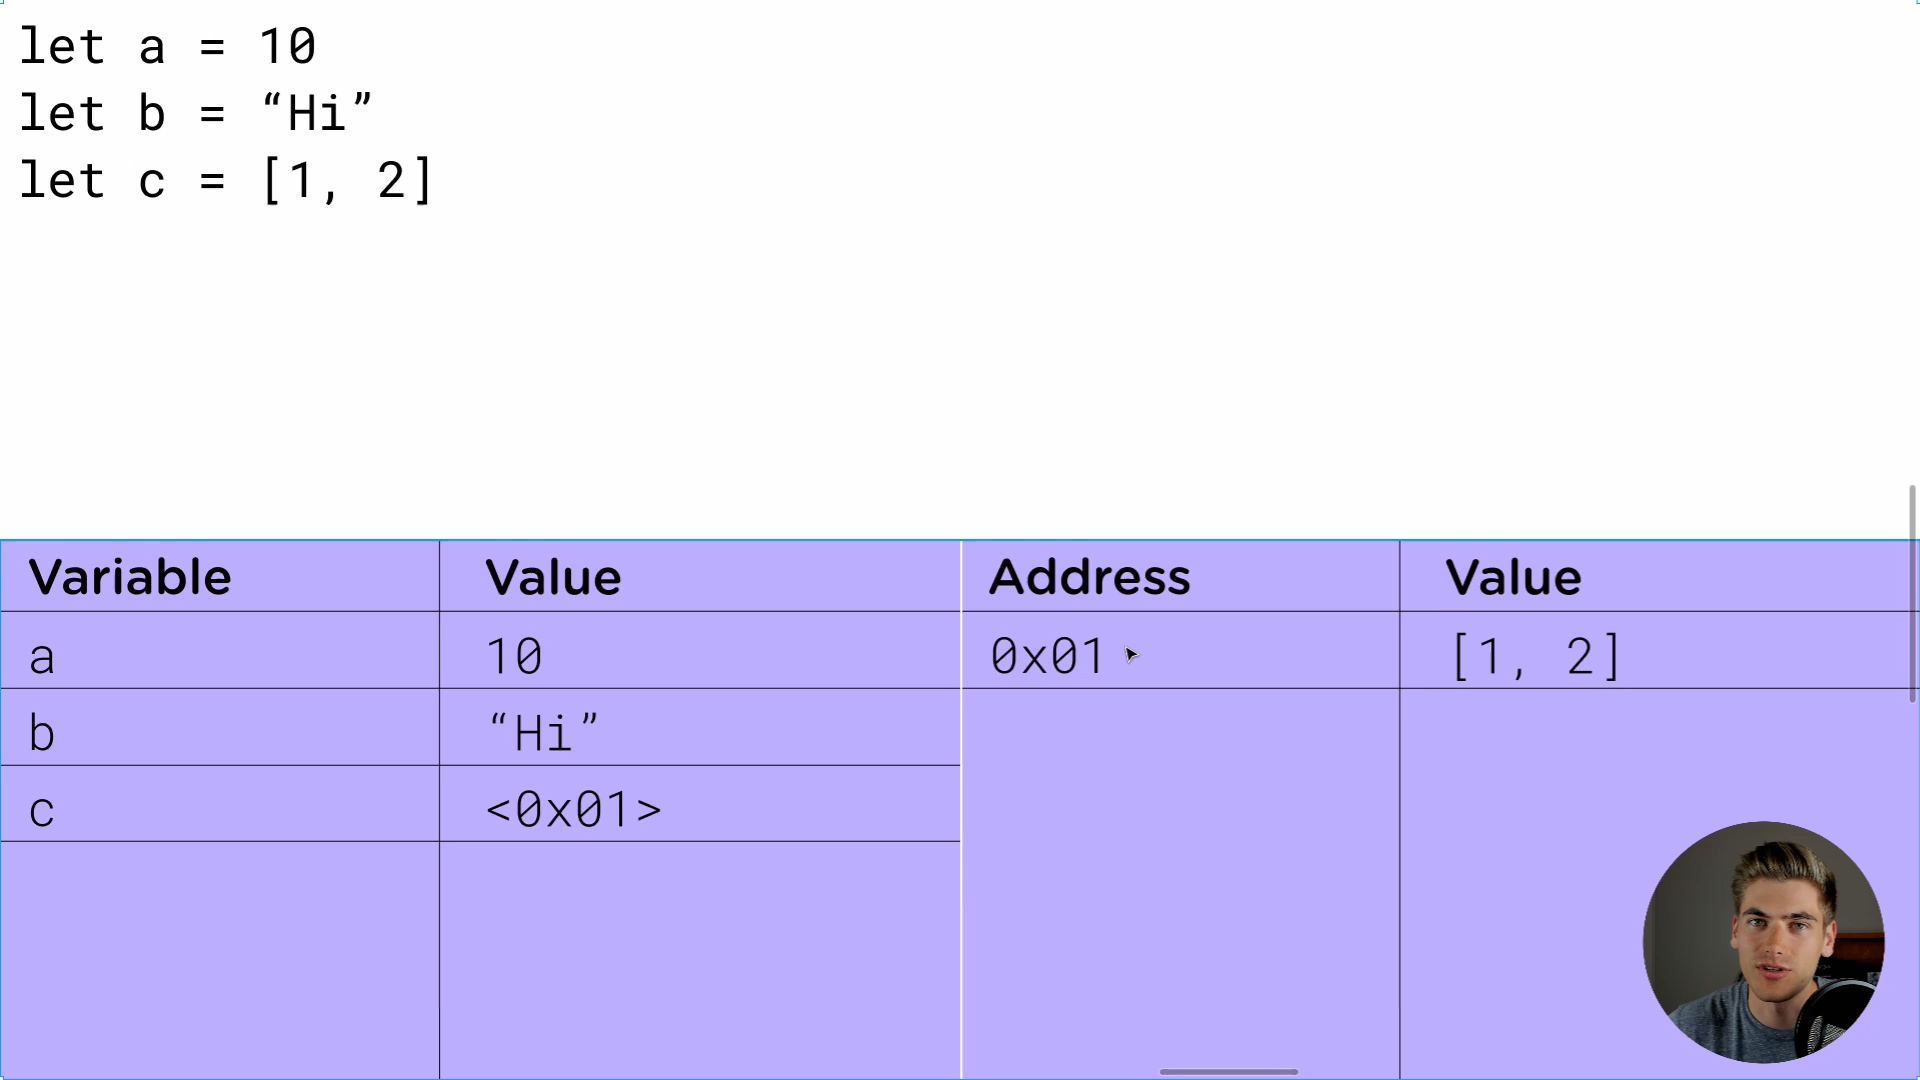 let a = 10
let b = “Hi”
let c = [1, 2]
Variable Value Address Value
a 10 0x01 [1, 2]
b “Hi”
c <0x01>